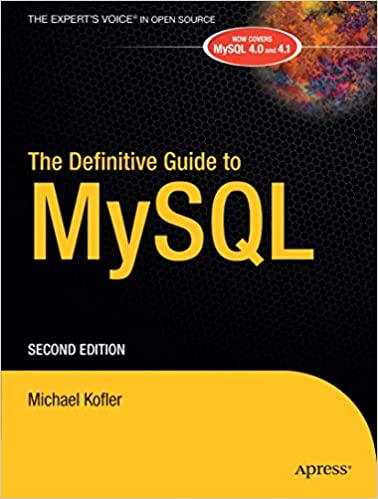 THE EXPERT'S VOICE® IN OPEN SOURCE
NOW COVERS
MySQL 4.0 and 4.1
The Definitive Guide to
MySQL
SECOND EDITION
Michael Kofler
Apress®